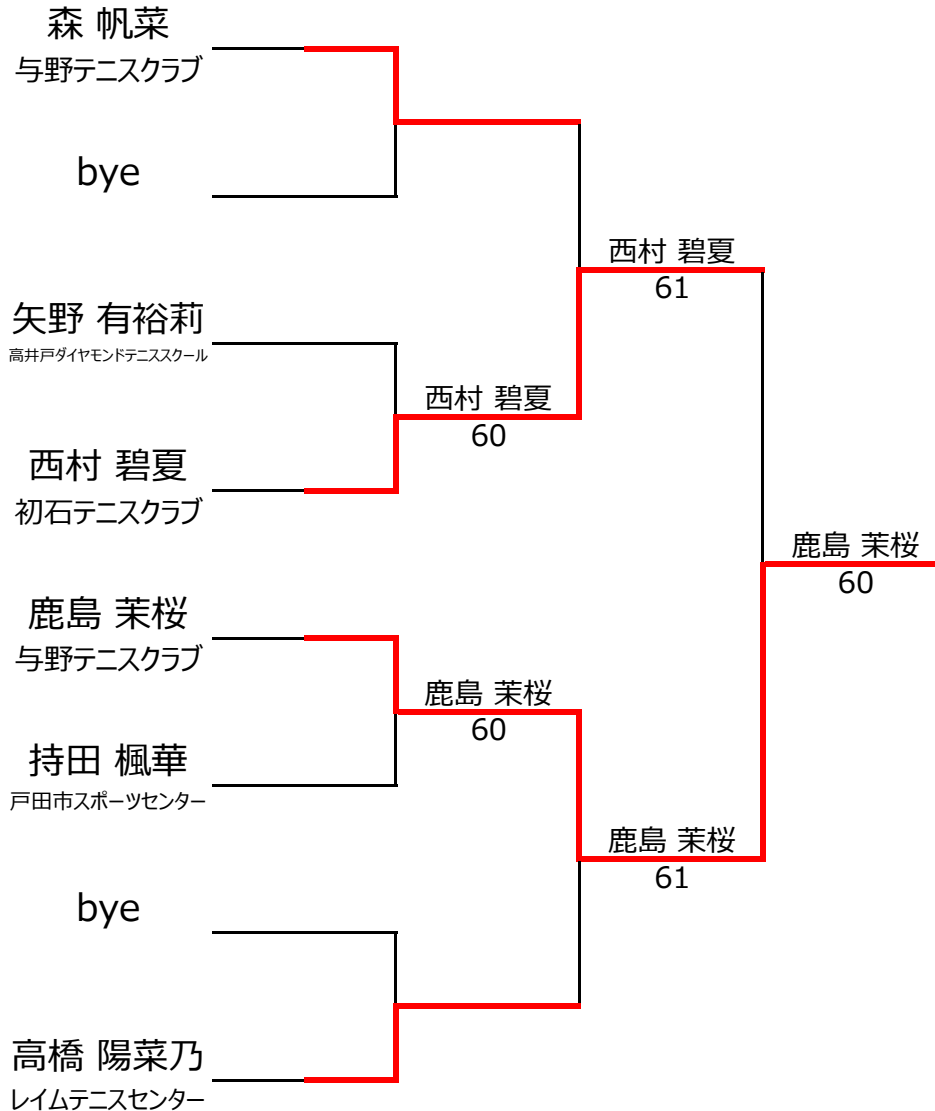 森 帆菜
与野テニスクラブ
bye
矢野 有裕莉
高井戸ダイヤモンドテニススクール
西村 碧夏
初石テニスクラブ
鹿島 茉桜
与野テニスクラブ
持田 楓華
戸田市スポーツセンター
bye
高橋 陽菜乃
レイムテニスセンター
西村 碧夏
60
鹿島 茉桜
60
西村 碧夏
61
鹿島 茉桜
61
鹿島 茉桜
60